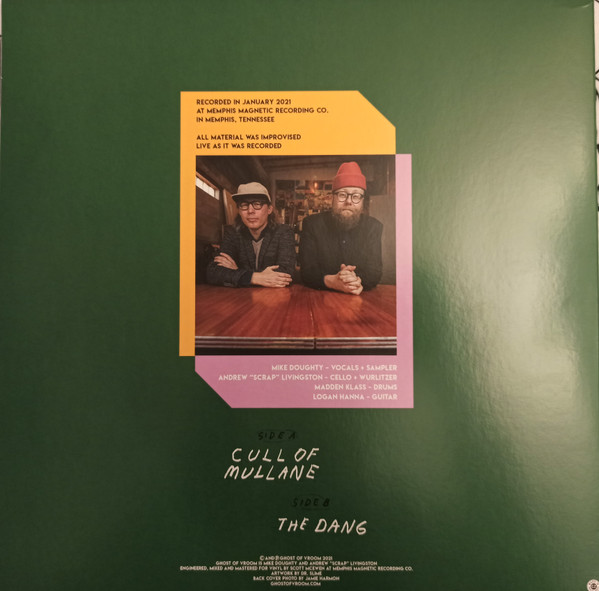 RECORDED IN JANUARY 2021
AT MEMPHIS MAGNETIC RECORDING CO.
IN MEMPHIS, TENNESSEE
ALL MATERIAL WAS IMPROVISED
LIVE AS IT WAS RECORDED
MIKE DOUGHTY - VOCALS + SAMPLER
ANDREW "SCRAP" LIVINGSTON - CELLO + WURLITZER
MADDEN KLASS - DRUMS
LOGAN HANNA - GUITAR
SIDE A
CULL OF
MULLANE
SIDE B
THE DANG
© AND ℗ GHOST OF VROOM 2021
GHOST OF VROOM IS MIKE DOUGHTY AND ANDREW "SCRAP" LIVINGSTON
ENGINEERED, MIXED AND MASTERED FOR VINYL BY SCOTT MCEWEN AT MEMPHIS MAGNETIC RECORDING CO.
ARTWORK BY DR. SUME
BACK COVER PHOTO BY JAMIE HARMON
GHOSTOFVROOM.COM